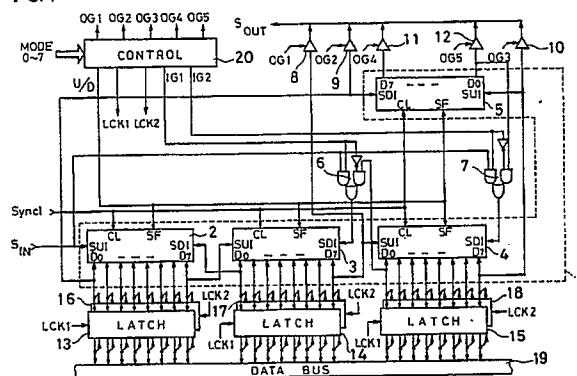 OG1 OG2 OG3 OG4 OG5
MODE
0~7
CONTROL
20
U/D
IG1 IG2
LCK1
LCK2
SOUT
OG1
8
OG2
9
11
12
OG5
OG3
10
D7 D0
SDI SUI
CL SF
5
6
7
Sync1
SIN
CL SF
2
SUI SDI
D0 D7
CL SF
SUI SDI
D0 D7
3
CL SF
SUI SDI
D0 D7
4
16
LCK1
LATCH
13
17
LCK2
LCK1
LATCH
14
LCK2
18
LCK1
LATCH
15
LCK2
DATA BUS
19